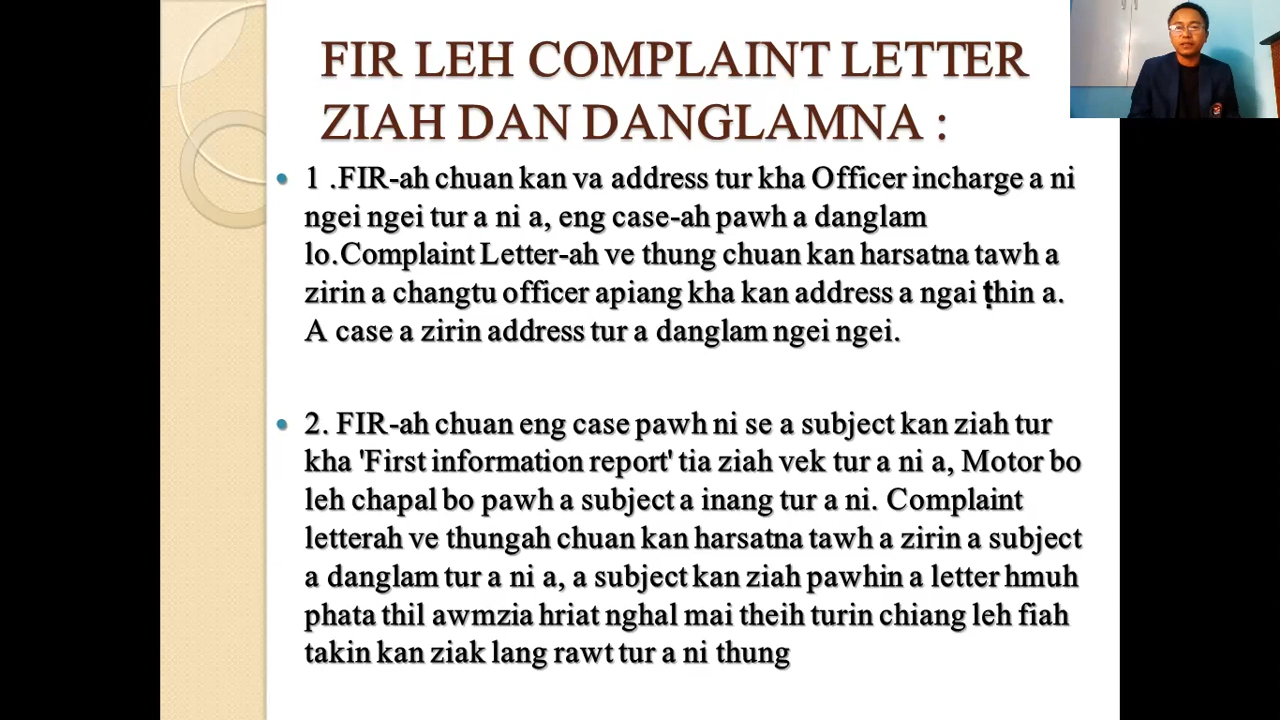 FIR LEH COMPLAINT LETTER
ZIAH DAN DANGLAMNA :
• 1 .FIR-ah chuan kan va address tur kha Officer incharge a ni
ngei ngei tur a ni a, eng case-ah pawh a danglam
lo.Complaint Letter-ah ve thung chuan kan harsatna tawh a
zirin a changtu officer apiang kha kan address a ngai ṭhin a.
A case a zirin address tur a danglam ngei ngei.
• 2. FIR-ah chuan eng case pawh ni se a subject kan ziah tur
kha 'First information report' tia ziah vek tur a ni a, Motor bo
leh chapal bo pawh a subject a inang tur a ni. Complaint
letterah ve thungah chuan kan harsatna tawh a zirin a subject
a danglam tur a ni a, a subject kan ziah pawhin a letter hmuh
phata thil awmzia hriat nghal mai theih turin chiang leh fiah
takin kan ziak lang rawt tur a ni thung